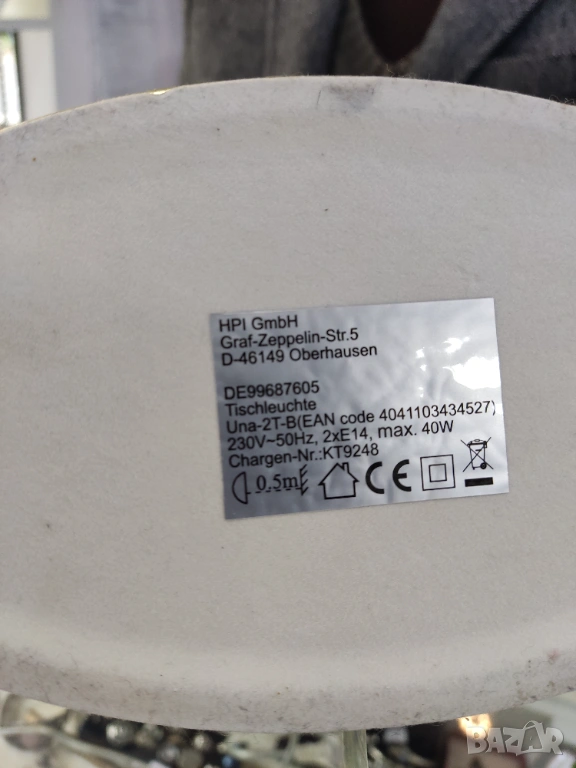 HPI GmbH
Graf-Zeppelin-Str.5
D-46149 Oberhausen
DE99687605
Tischleuchte
Una-2T-B(EAN code 4041103434527)
230V~50Hz, 2xE14, max. 40W
Chargen-Nr.:KT9248
0.5m CE
BAZAR